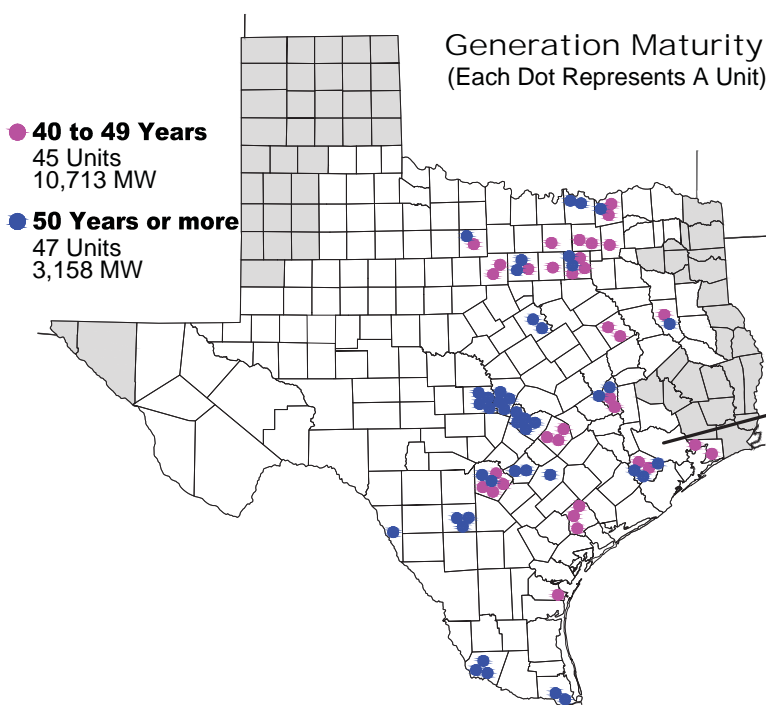 Generation Maturity
(Each Dot Represents A Unit)
40 to 49 Years
45 Units
10,713 MW
50 Years or more
47 Units
3,158 MW